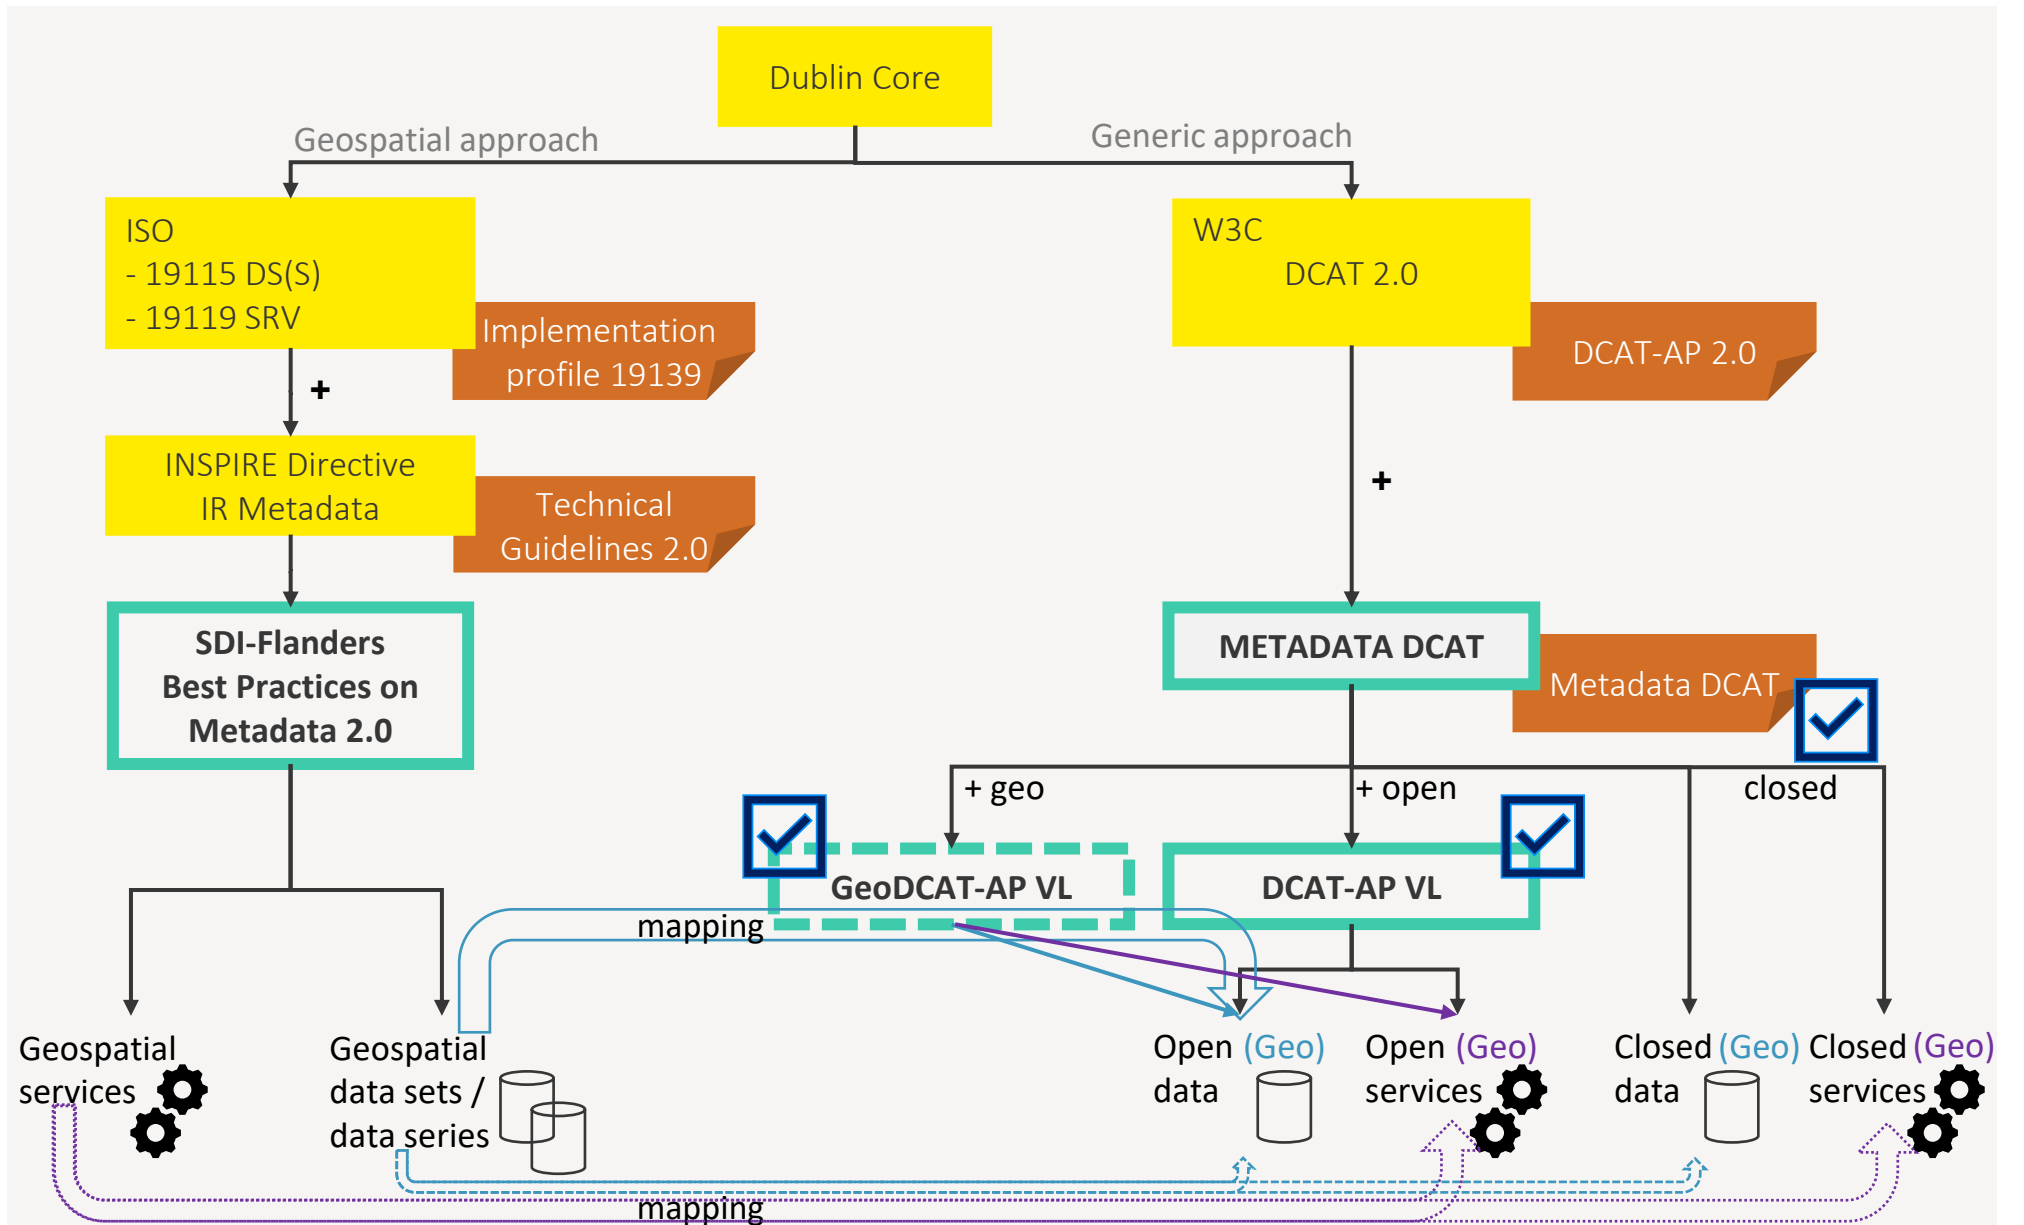 Dublin Core
Geospatial approach
Generic approach
ISO
- 19115 DS(S)
- 19119 SRV
Implementation
profile 19139
W3C
DCAT 2.0
DCAT-AP 2.0
+
INSPIRE Directive
IR Metadata
Technical
Guidelines 2.0
+
SDI-Flanders
Best Practices on
Metadata 2.0
METADATA DCAT
Metadata DCAT
+ geo
+ open
closed
GeoDCAT-AP VL
DCAT-AP VL
mapping
Geospatial
services
Geospatial
data sets /
data series
Open (Geo)
data
Open (Geo)
services
Closed (Geo)
data
Closed (Geo)
services
mapping